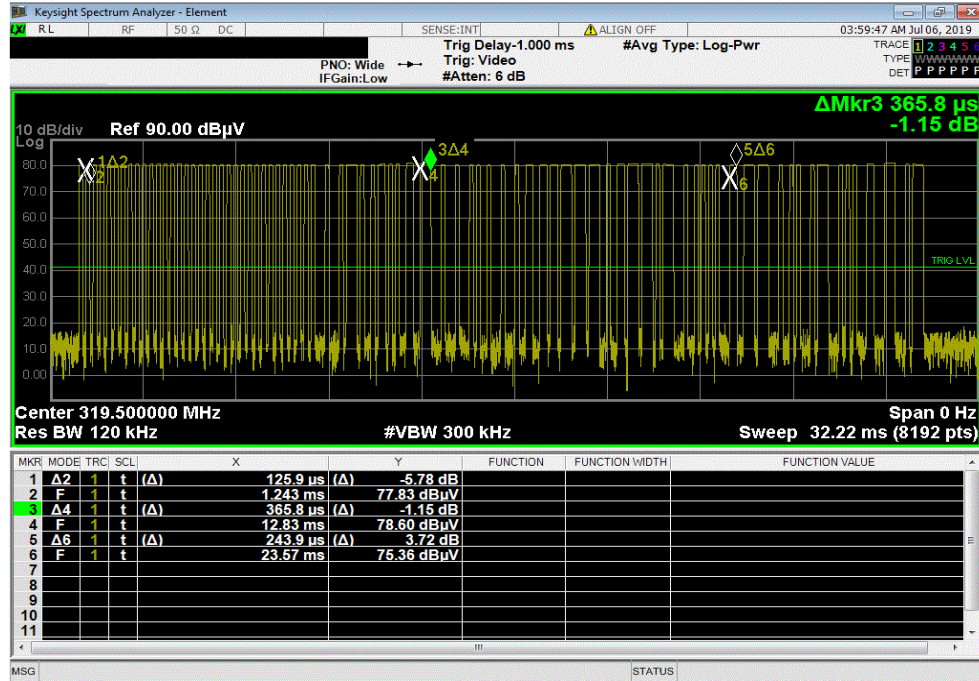 Keysight Spectrum Analyzer - Element
LXI RL RF 50 Ω DC SENSE:INT ALIGN OFF 03:59:47 AM Jul 06, 2019
Trig Delay-1.000 ms #Avg Type: Log-Pwr TRACE 1 2 3 4 5 6
PNO: Wide Trig: Video TYPE WWWWWW
IFGain:Low #Atten: 6 dB DET P P P P P P
ΔMkr3 365.8 µs
-1.15 dB
10 dB/div Ref 90.00 dBµV
Log
3Δ4 5Δ6
80.0 1Δ2
2 4 6
70.0
60.0
50.0
40.0 TRIG LVL
30.0
20.0
10.0
0.00
Center 319.500000 MHz Span 0 Hz
Res BW 120 kHz #VBW 300 kHz Sweep 32.22 ms (8192 pts)
MKR MODE TRC SCL X Y FUNCTION FUNCTION WIDTH FUNCTION VALUE
1 Δ2 1 t (Δ) 125.9 µs (Δ) -5.78 dB
2 F 1 t 1.243 ms 77.83 dBµV
3 Δ4 1 t (Δ) 365.8 µs (Δ) -1.15 dB
4 F 1 t 12.83 ms 78.60 dBµV
5 Δ6 1 t (Δ) 243.9 µs (Δ) 3.72 dB
6 F 1 t 23.57 ms 75.36 dBµV
7
8
9
10
11
MSG STATUS